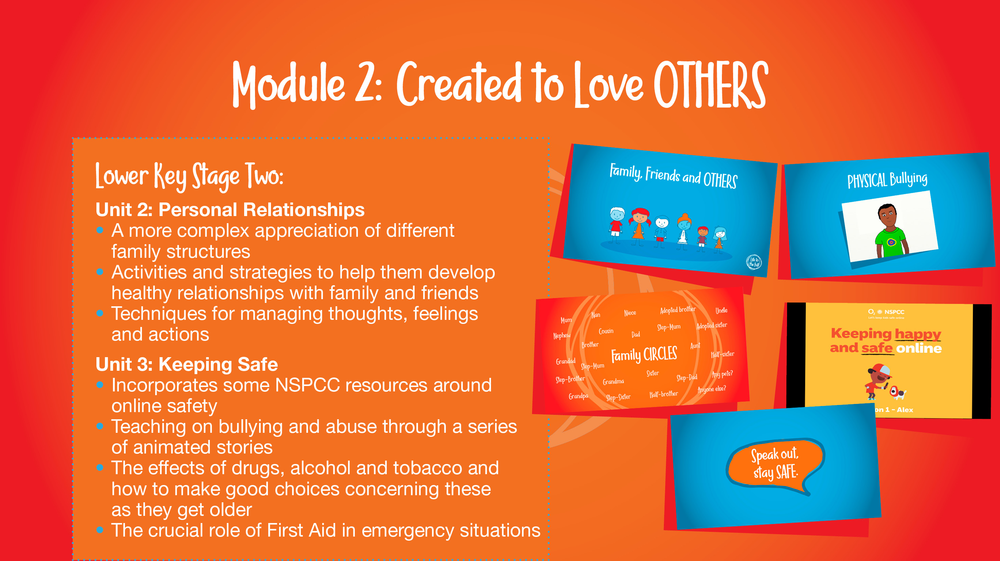 Module 2: Created to Love OTHERS
Lower Key Stage Two:
Unit 2: Personal Relationships
• A more complex appreciation of different
family structures
• Activities and strategies to help them develop
healthy relationships with family and friends
• Techniques for managing thoughts, feelings
and actions
Unit 3: Keeping Safe
• Incorporates some NSPCC resources around
online safety
• Teaching on bullying and abuse through a series
of animated stories
• The effects of drugs, alcohol and tobacco and
how to make good choices concerning these
as they get older
• The crucial role of First Aid in emergency situations
Family, Friends and OTHERS
Life to
the full
PHYSICAL Bullying
Mum
Nan
Niece
Adopted brother
Uncle
Nephew
Cousin
Dad
Step-Mum
Adopted sister
Brother
Aunt
Family CIRCLES
Half-sister
Grandad
Step-Mum
Sister
Step-Brother
Grandma
Step-Dad
Any pets?
Grandpa
Step-Sister
Half-brother
Anyone else?
O2 NSPCC
Let's keep kids safe online
Keeping happy
and safe online
on 1 – Alex
Speak out,
stay SAFE.